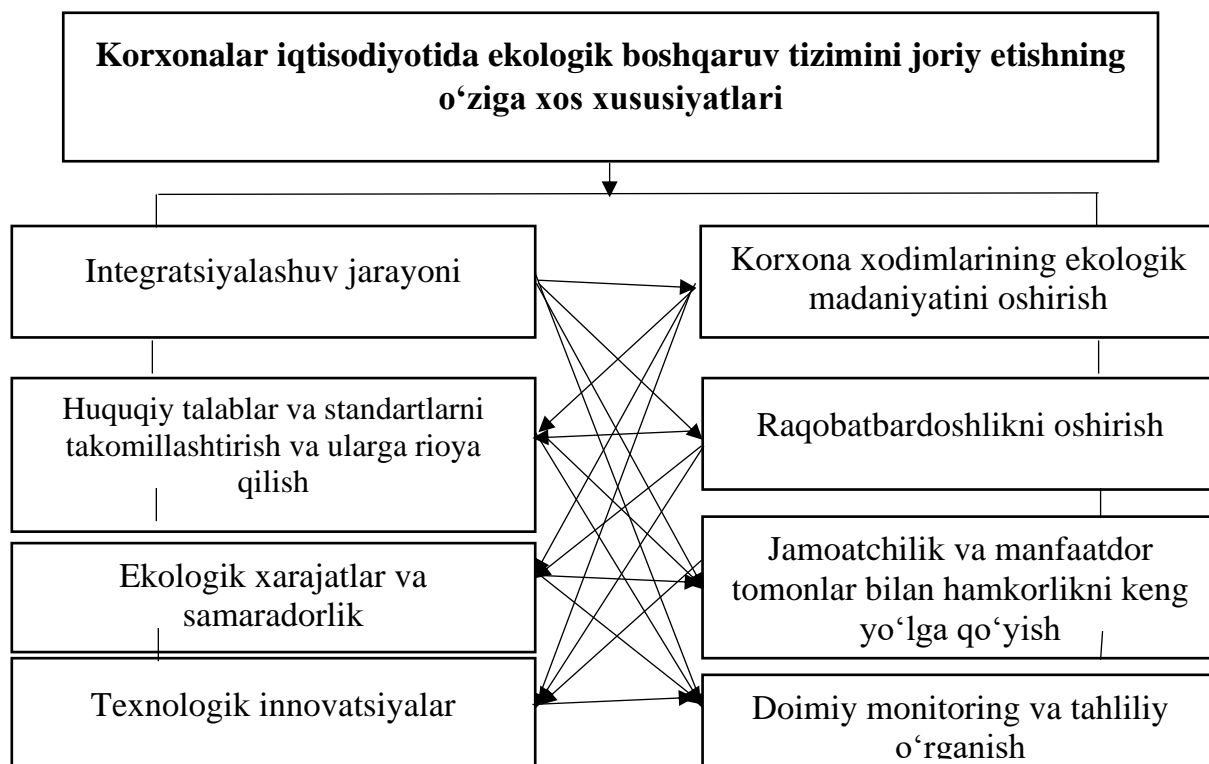 Korxonalar iqtisodiyotida ekologik boshqaruv tizimini joriy etishning
o‘ziga xos xususiyatlari
Integratsiyalashuv jarayoni
Korxona xodimlarining ekologik
madaniyatini oshirish
Huquqiy talablar va standartlarni
takomillashtirish va ularga rioya
qilish
Raqobatbardoshlikni oshirish
Ekologik xarajatlar va
samaradorlik
Jamoatchilik va manfaatdor
tomonlar bilan hamkorlikni keng
yo‘lga qo‘yish
Texnologik innovatsiyalar
Doimiy monitoring va tahliliy
o‘rganish